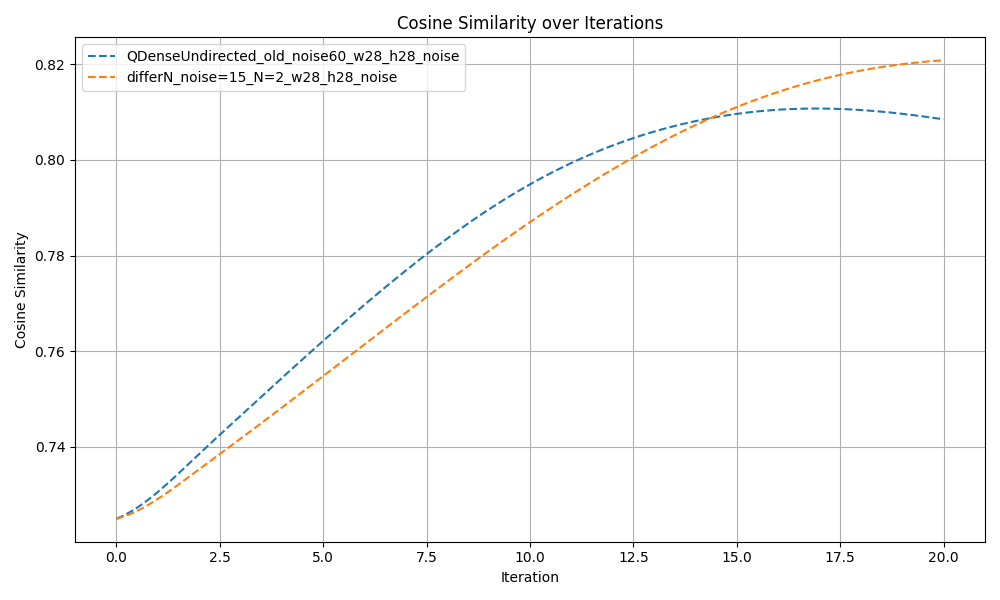 Cosine Similarity over Iterations
QDenseUndirected_old_noise60_w28_h28_noise
differN_noise=15_N=2_w28_h28_noise
Cosine Similarity
0.82
0.80
0.78
0.76
0.74
0.0 2.5 5.0 7.5 10.0 12.5 15.0 17.5 20.0
Iteration